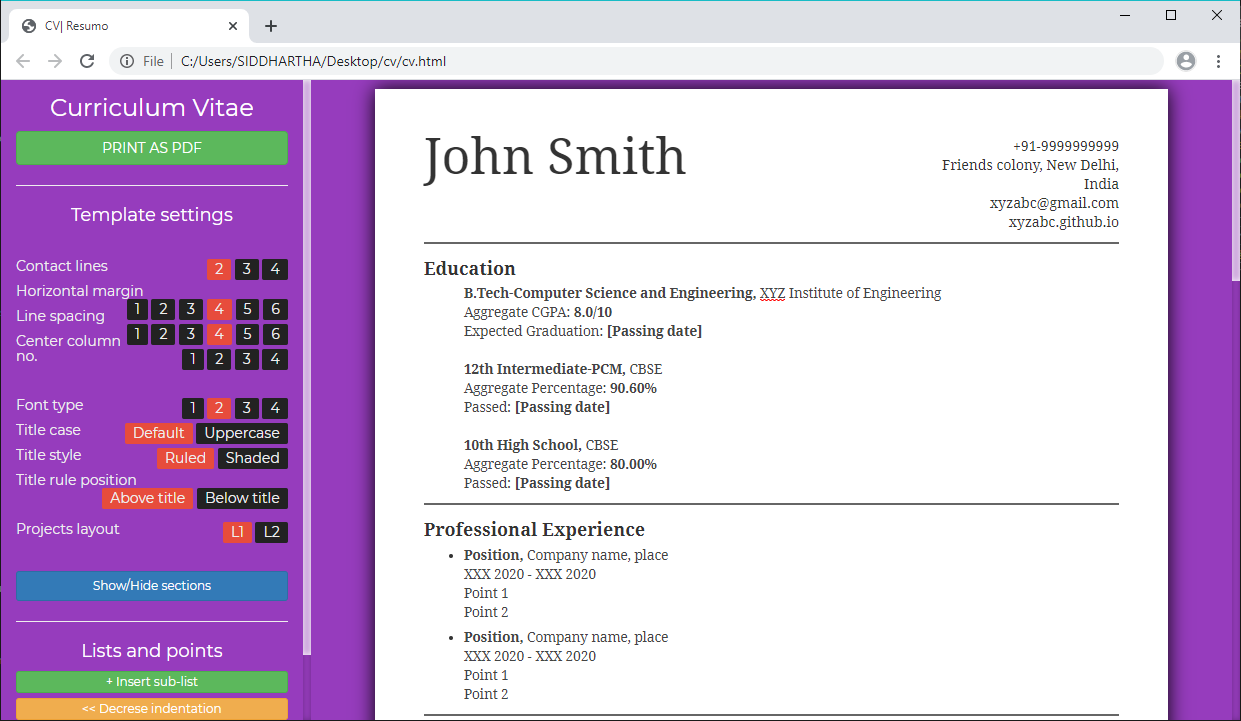 CV| Resumo
File
C:/Users/SIDDHARTHA/Desktop/cv/cv.html
Curriculum Vitae
PRINT AS PDF
Template settings
Contact lines 2 3 4
Horizontal margin
1 2 3 4 5 6
Line spacing
1 2 3 4 5 6
Center column no.
1 2 3 4
Font type 1 2 3 4
Title case Default Uppercase
Title style Ruled Shaded
Title rule position
Above title Below title
Projects layout L1 L2
Show/Hide sections
Lists and points
+ Insert sub-list
<< Decrese indentation
John Smith
+91-9999999999
Friends colony, New Delhi,
India
xyzabc@gmail.com
xyzabc.github.io
Education
B.Tech-Computer Science and Engineering, XYZ Institute of Engineering
Aggregate CGPA: 8.0/10
Expected Graduation: [Passing date]
12th Intermediate-PCM, CBSE
Aggregate Percentage: 90.60%
Passed: [Passing date]
10th High School, CBSE
Aggregate Percentage: 80.00%
Passed: [Passing date]
Professional Experience
• Position, Company name, place
XXX 2020 - XXX 2020
Point 1
Point 2
• Position, Company name, place
XXX 2020 - XXX 2020
Point 1
Point 2